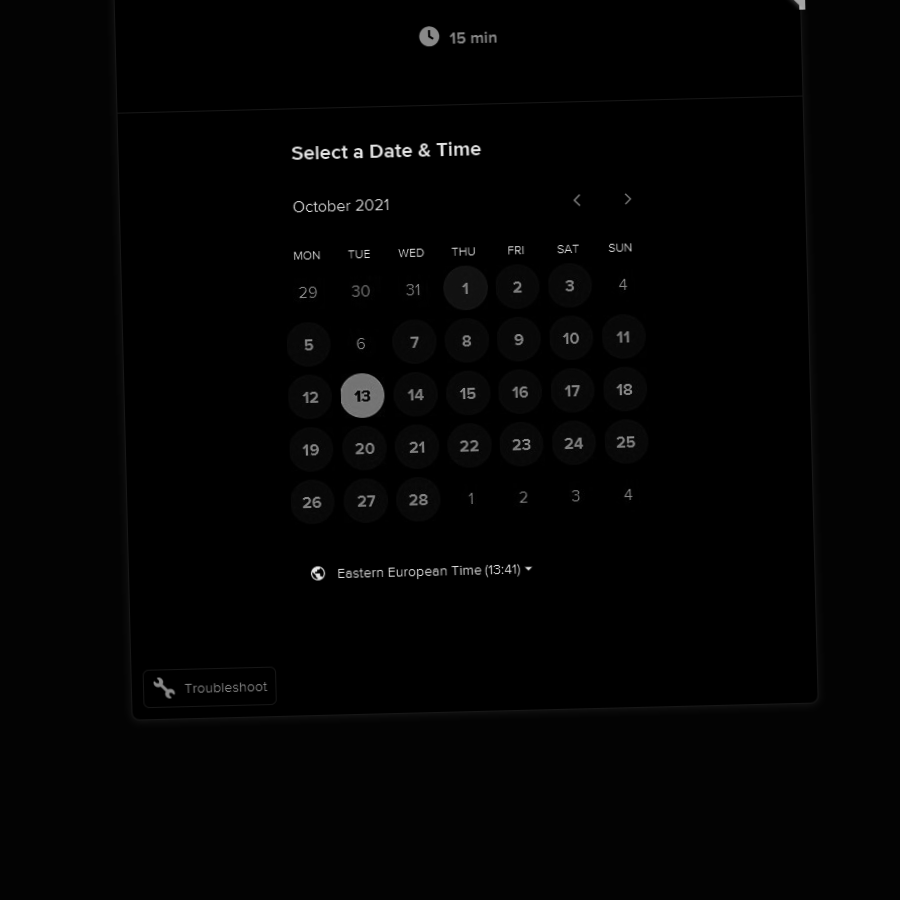 15 min
Select a Date & Time
October 2021
MON TUE WED THU FRI SAT SUN
29 30 31 1 2 3 4
5 6 7 8 9 10 11
12 13 14 15 16 17 18
19 20 21 22 23 24 25
26 27 28 1 2 3 4
Eastern European Time (13:41)
Troubleshoot